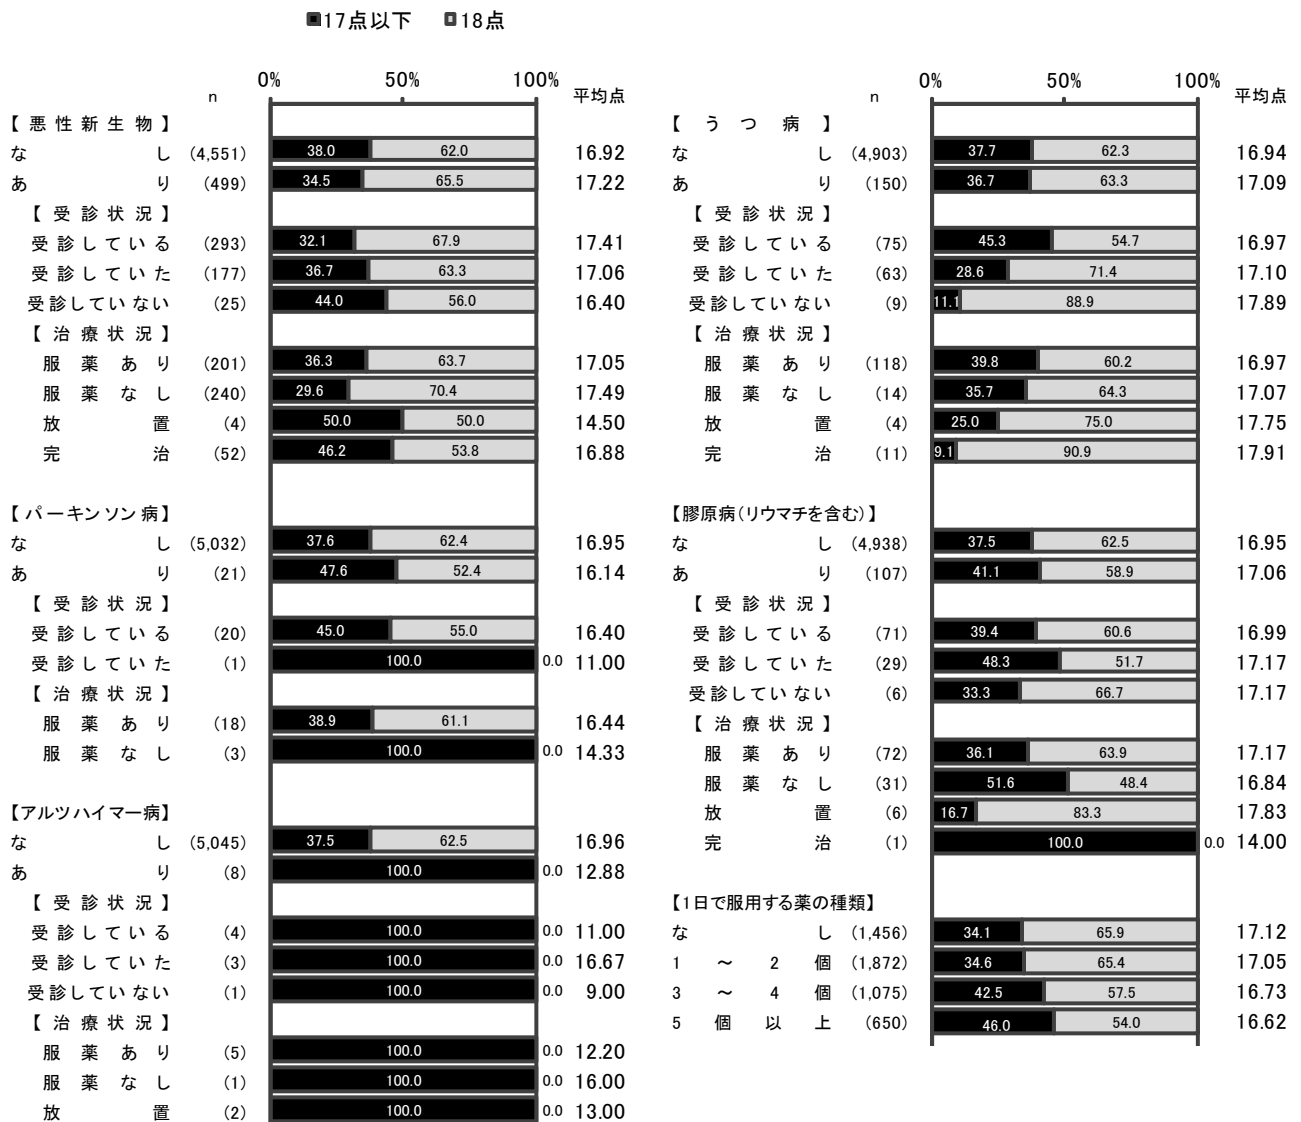 ■17点以下 □18点
0% 50% 100%
n 平均点
【悪性新生物】
なし (4,551) 38.0 62.0 16.92
あり (499) 34.5 65.5 17.22
【受診状況】
受診している (293) 32.1 67.9 17.41
受診していた (177) 36.7 63.3 17.06
受診していない (25) 44.0 56.0 16.40
【治療状況】
服薬あり (201) 36.3 63.7 17.05
服薬なし (240) 29.6 70.4 17.49
放置 (4) 50.0 50.0 14.50
完治 (52) 46.2 53.8 16.88
【パーキンソン病】
なし (5,032) 37.6 62.4 16.95
あり (21) 47.6 52.4 16.14
【受診状況】
受診している (20) 45.0 55.0 16.40
受診していた (1) 100.0 0.0 11.00
【治療状況】
服薬あり (18) 38.9 61.1 16.44
服薬なし (3) 100.0 0.0 14.33
【アルツハイマー病】
なし (5,045) 37.5 62.5 16.96
あり (8) 100.0 0.0 12.88
【受診状況】
受診している (4) 100.0 0.0 11.00
受診していた (3) 100.0 0.0 16.67
受診していない (1) 100.0 0.0 9.00
【治療状況】
服薬あり (5) 100.0 0.0 12.20
服薬なし (1) 100.0 0.0 16.00
放置 (2) 100.0 0.0 13.00
0% 50% 100%
n 平均点
【うつ病】
なし (4,903) 37.7 62.3 16.94
あり (150) 36.7 63.3 17.09
【受診状況】
受診している (75) 45.3 54.7 16.97
受診していた (63) 28.6 71.4 17.10
受診していない (9) 11.1 88.9 17.89
【治療状況】
服薬あり (118) 39.8 60.2 16.97
服薬なし (14) 35.7 64.3 17.07
放置 (4) 25.0 75.0 17.75
完治 (11) 9.1 90.9 17.91
【膠原病(リウマチを含む)】
なし (4,938) 37.5 62.5 16.95
あり (107) 41.1 58.9 17.06
【受診状況】
受診している (71) 39.4 60.6 16.99
受診していた (29) 48.3 51.7 17.17
受診していない (6) 33.3 66.7 17.17
【治療状況】
服薬あり (72) 36.1 63.9 17.17
服薬なし (31) 51.6 48.4 16.84
放置 (6) 16.7 83.3 17.83
完治 (1) 100.0 0.0 14.00
【1日で服用する薬の種類】
なし (1,456) 34.1 65.9 17.12
1～2個 (1,872) 34.6 65.4 17.05
3～4個 (1,075) 42.5 57.5 16.73
5個以上 (650) 46.0 54.0 16.62